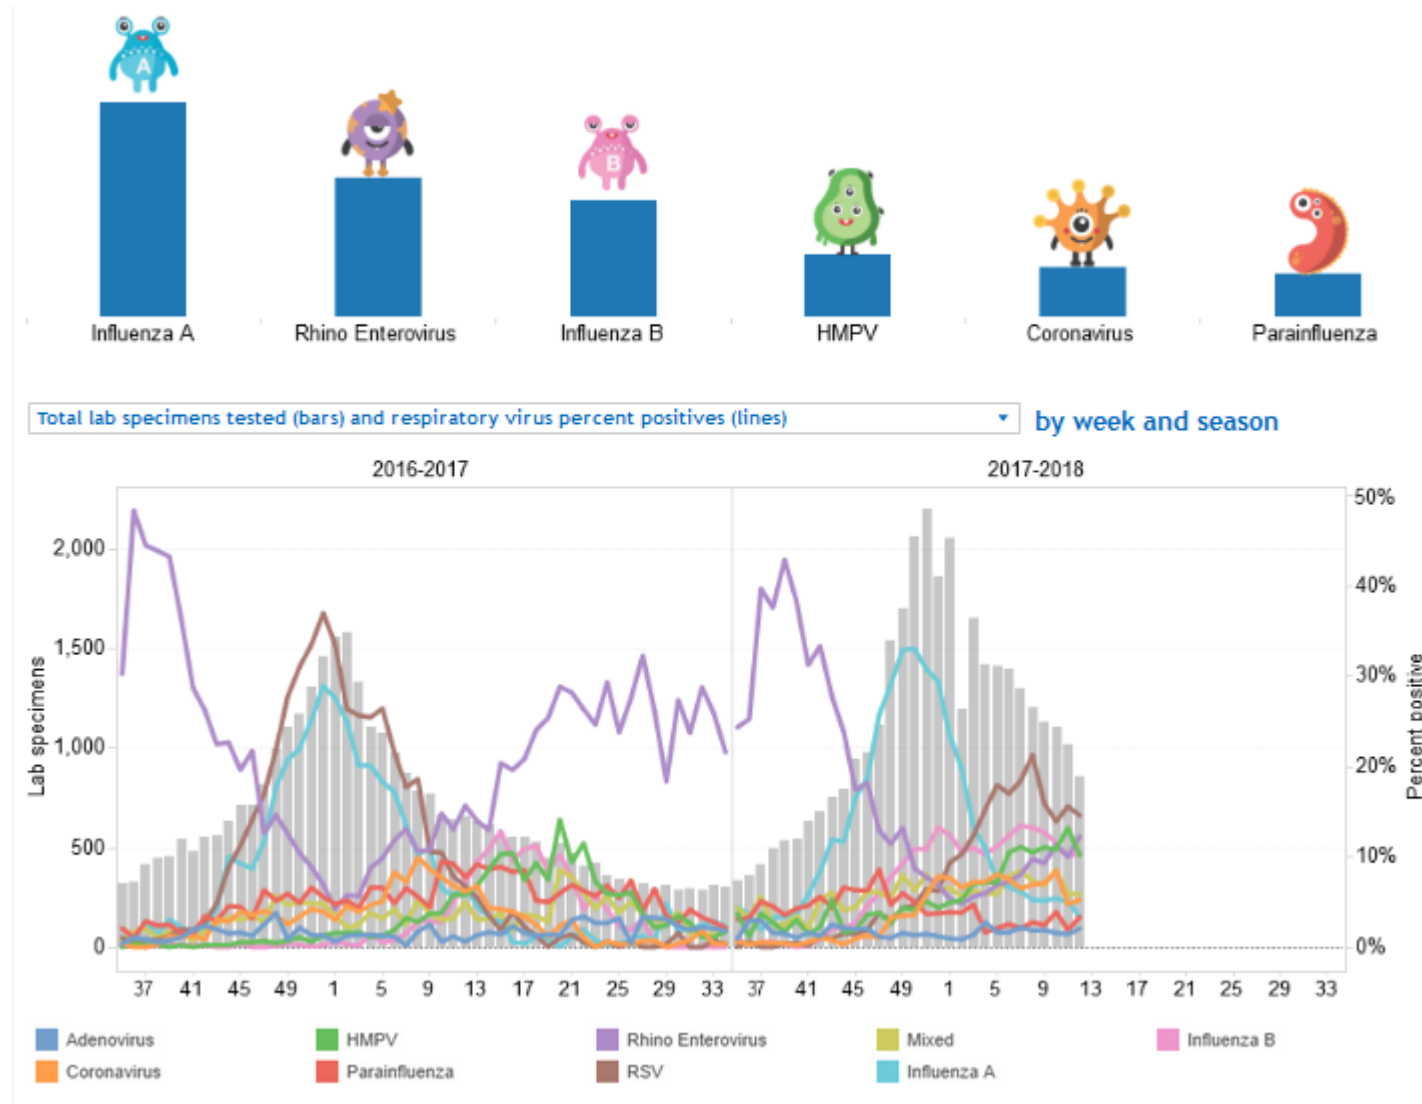 A
B
Influenza A
Rhino Enterovirus
Influenza B
HMPV
Coronavirus
Parainfluenza
Total lab specimens tested (bars) and respiratory virus percent positives (lines)
by week and season
2016-2017
2017-2018
Lab specimens
2,000
1,500
1,000
500
0
50%
40%
30%
20%
10%
0%
Percent positive
37 41 45 49 1 5 9 13 17 21 25 29 33
37 41 45 49 1 5 9 13 17 21 25 29 33
Adenovirus
HMPV
Rhino Enterovirus
Mixed
Influenza B
Coronavirus
Parainfluenza
RSV
Influenza A